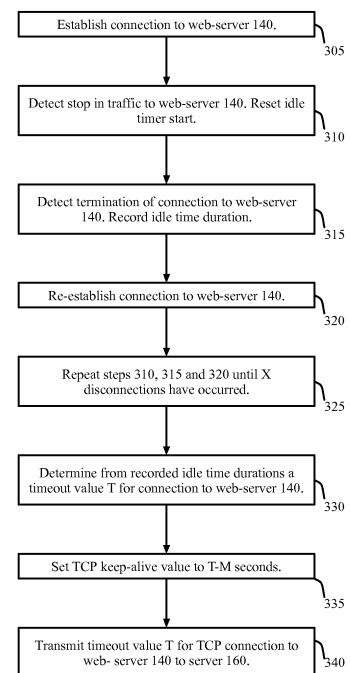 Establish connection to web-server 140.
305
Detect stop in traffic to web-server 140. Reset idle
timer start.
310
Detect termination of connection to web-server
140. Record idle time duration.
315
Re-establish connection to web-server 140.
320
Repeat steps 310, 315 and 320 until X
disconnections have occurred.
325
Determine from recorded idle time durations a
timeout value T for connection to web-server 140.
330
Set TCP keep-alive value to T-M seconds.
335
Transmit timeout value T for TCP connection to
web- server 140 to server 160.
340